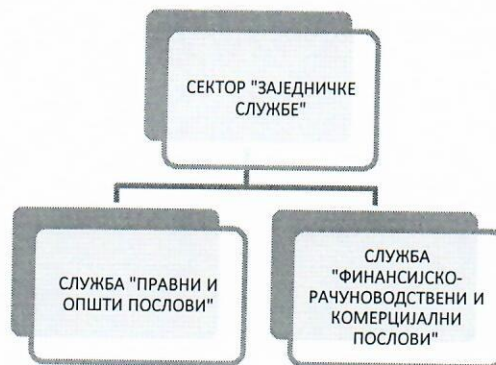 СЕКТОР "ЗАЈЕДНИЧКЕ
СЛУЖБЕ"
СЛУЖБА "ПРАВНИ И
ОПШТИ ПОСЛОВИ"
СЛУЖБА
"ФИНАНСИЈСКО-
РАЧУНОВОДСТВЕНИ И
КОМЕРЦИЈАЛНИ
ПОСЛОВИ"